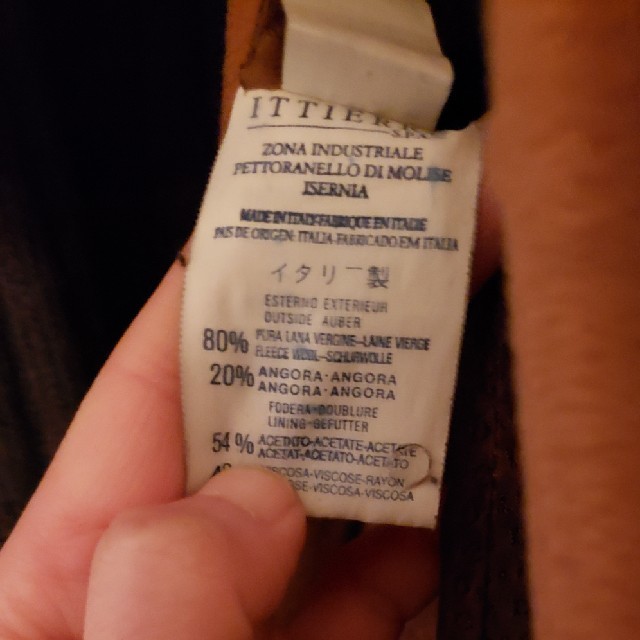 ITTIE
ZONA INDUSTRIALE
PETTORANELLO DI MOLISE
ISERNIA
MADE IN ITALY-FABRIQUE EN ITALIE
PAIS DE ORIGEN: ITALIA-FABRICADO EM ITALIA
イタリー製
ESTERNO EXTERIEUR
OUTSIDE AUBER
80% PURA LANA VERGINE-LAINE VIERGE
FLEECE WOOL-SCHURWOLLE
20% ANGORA-ANGORA
ANGORA-ANGORA
FODERA-DOUBLURE
LINING-GEFUTTER
54% ACETATO-ACETATE-ACETATE
ACETAT-ACETATO-ACETATO
VISCOSA-VISCOSE-RAYON
VISCOSE-VISCOSA-VISCOSA